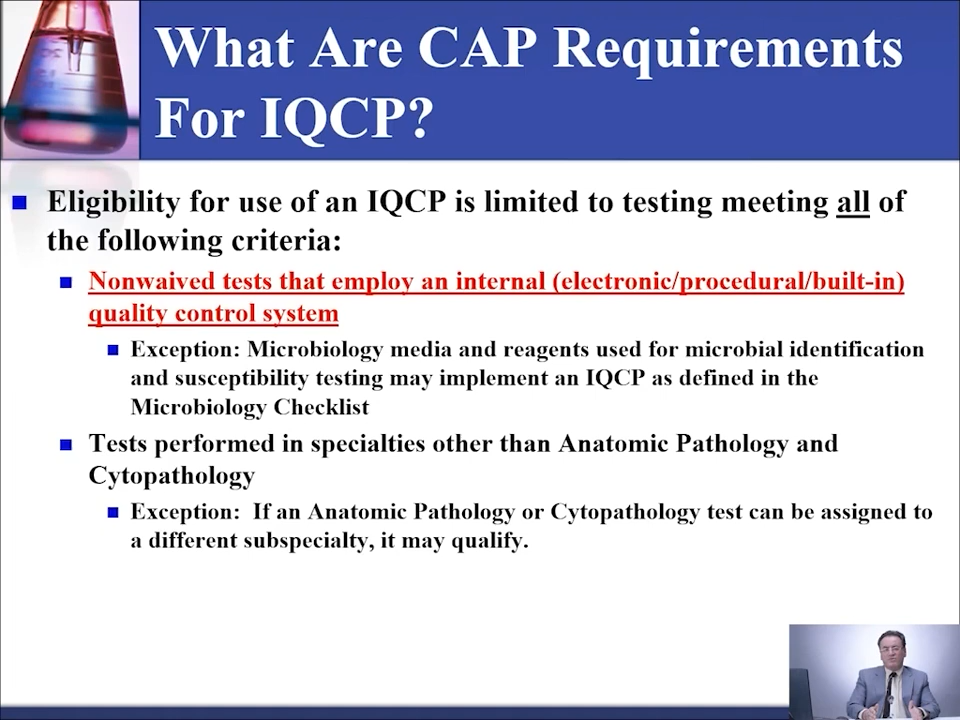 What Are CAP Requirements
For IQCP?
Eligibility for use of an IQCP is limited to testing meeting all of
the following criteria:
Nonwaived tests that employ an internal (electronic/procedural/built-in)
quality control system
Exception: Microbiology media and reagents used for microbial identification
and susceptibility testing may implement an IQCP as defined in the
Microbiology Checklist
Tests performed in specialties other than Anatomic Pathology and
Cytopathology
Exception:  If an Anatomic Pathology or Cytopathology test can be assigned to
a different subspecialty, it may qualify.